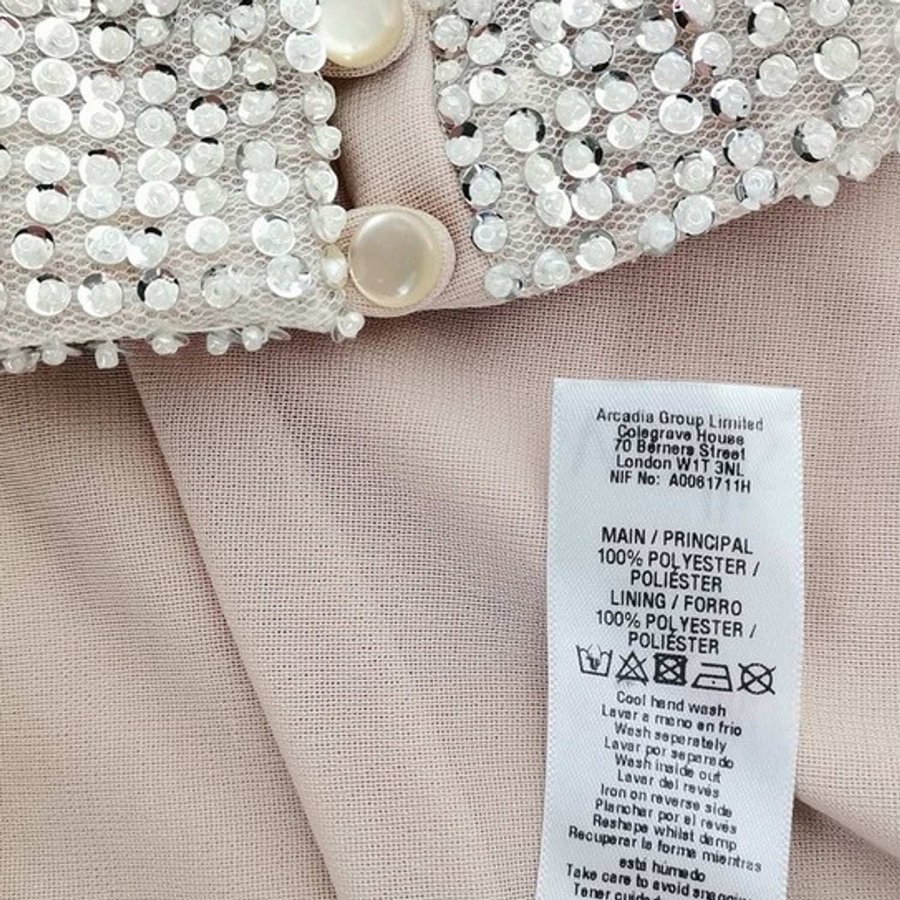 Arcadia Group Limited
Colegrave House
70 Berners Street
London W1T 3NL
NIF No: A0061711H
MAIN / PRINCIPAL
100% POLYESTER /
POLIÉSTER
LINING / FORRO
100% POLYESTER /
POLIÉSTER
Cool hand wash
Lavar a mano en frio
Wash separately
Lavar por separado
Wash inside out
Lavar del revés
Iron on reverse side
Planchar por el revés
Reshape whilst damp
Recuperar la forma mientras
está húmedo
Take care to avoid
Tener